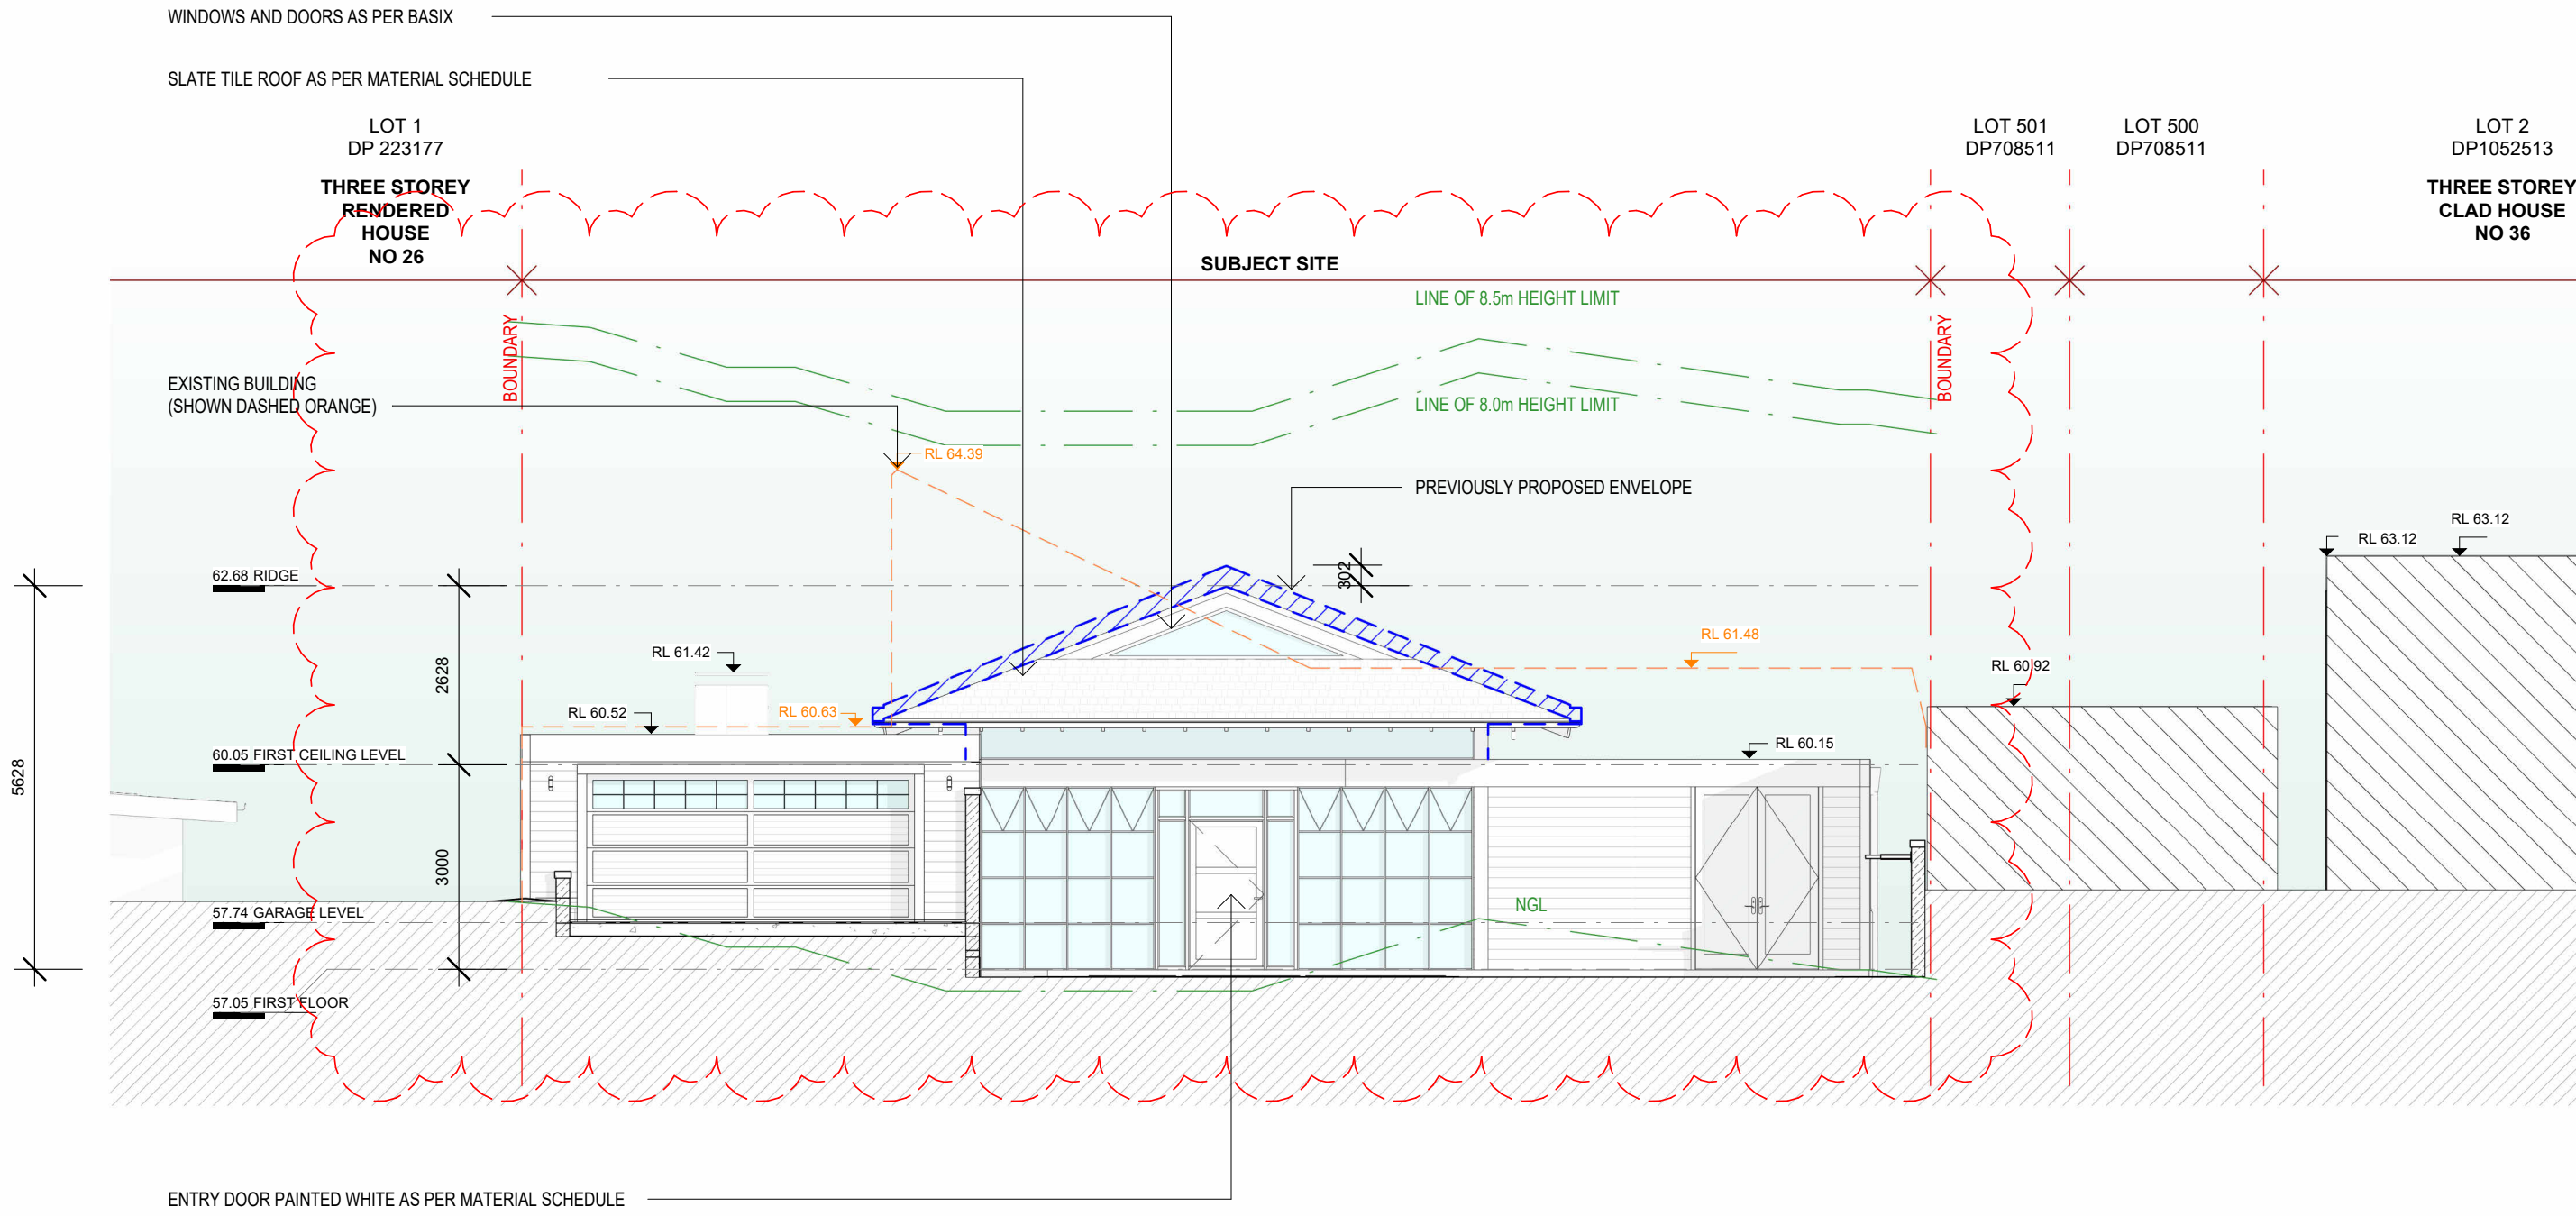 WINDOWS AND DOORS AS PER BASIX
SLATE TILE ROOF AS PER MATERIAL SCHEDULE
LOT 1
DP 223177
THREE STOREY
RENDERED
HOUSE
NO 26
LOT 501
DP708511
LOT 500
DP708511
LOT 2
DP1052513
THREE STOREY
CLAD HOUSE
NO 36
SUBJECT SITE
LINE OF 8.5m HEIGHT LIMIT
BOUNDARY
BOUNDARY
EXISTING BUILDING
(SHOWN DASHED ORANGE)
LINE OF 8.0m HEIGHT LIMIT
RL 64.39
PREVIOUSLY PROPOSED ENVELOPE
RL 63.12
RL 63.12
302
62.68 RIDGE
RL 61.48
RL 61.42
RL 60.92
2628
RL 60.52
RL 60.63
RL 60.15
60.05 FIRST CEILING LEVEL
5628
3000
NGL
57.74 GARAGE LEVEL
57.05 FIRST FLOOR
ENTRY DOOR PAINTED WHITE AS PER MATERIAL SCHEDULE